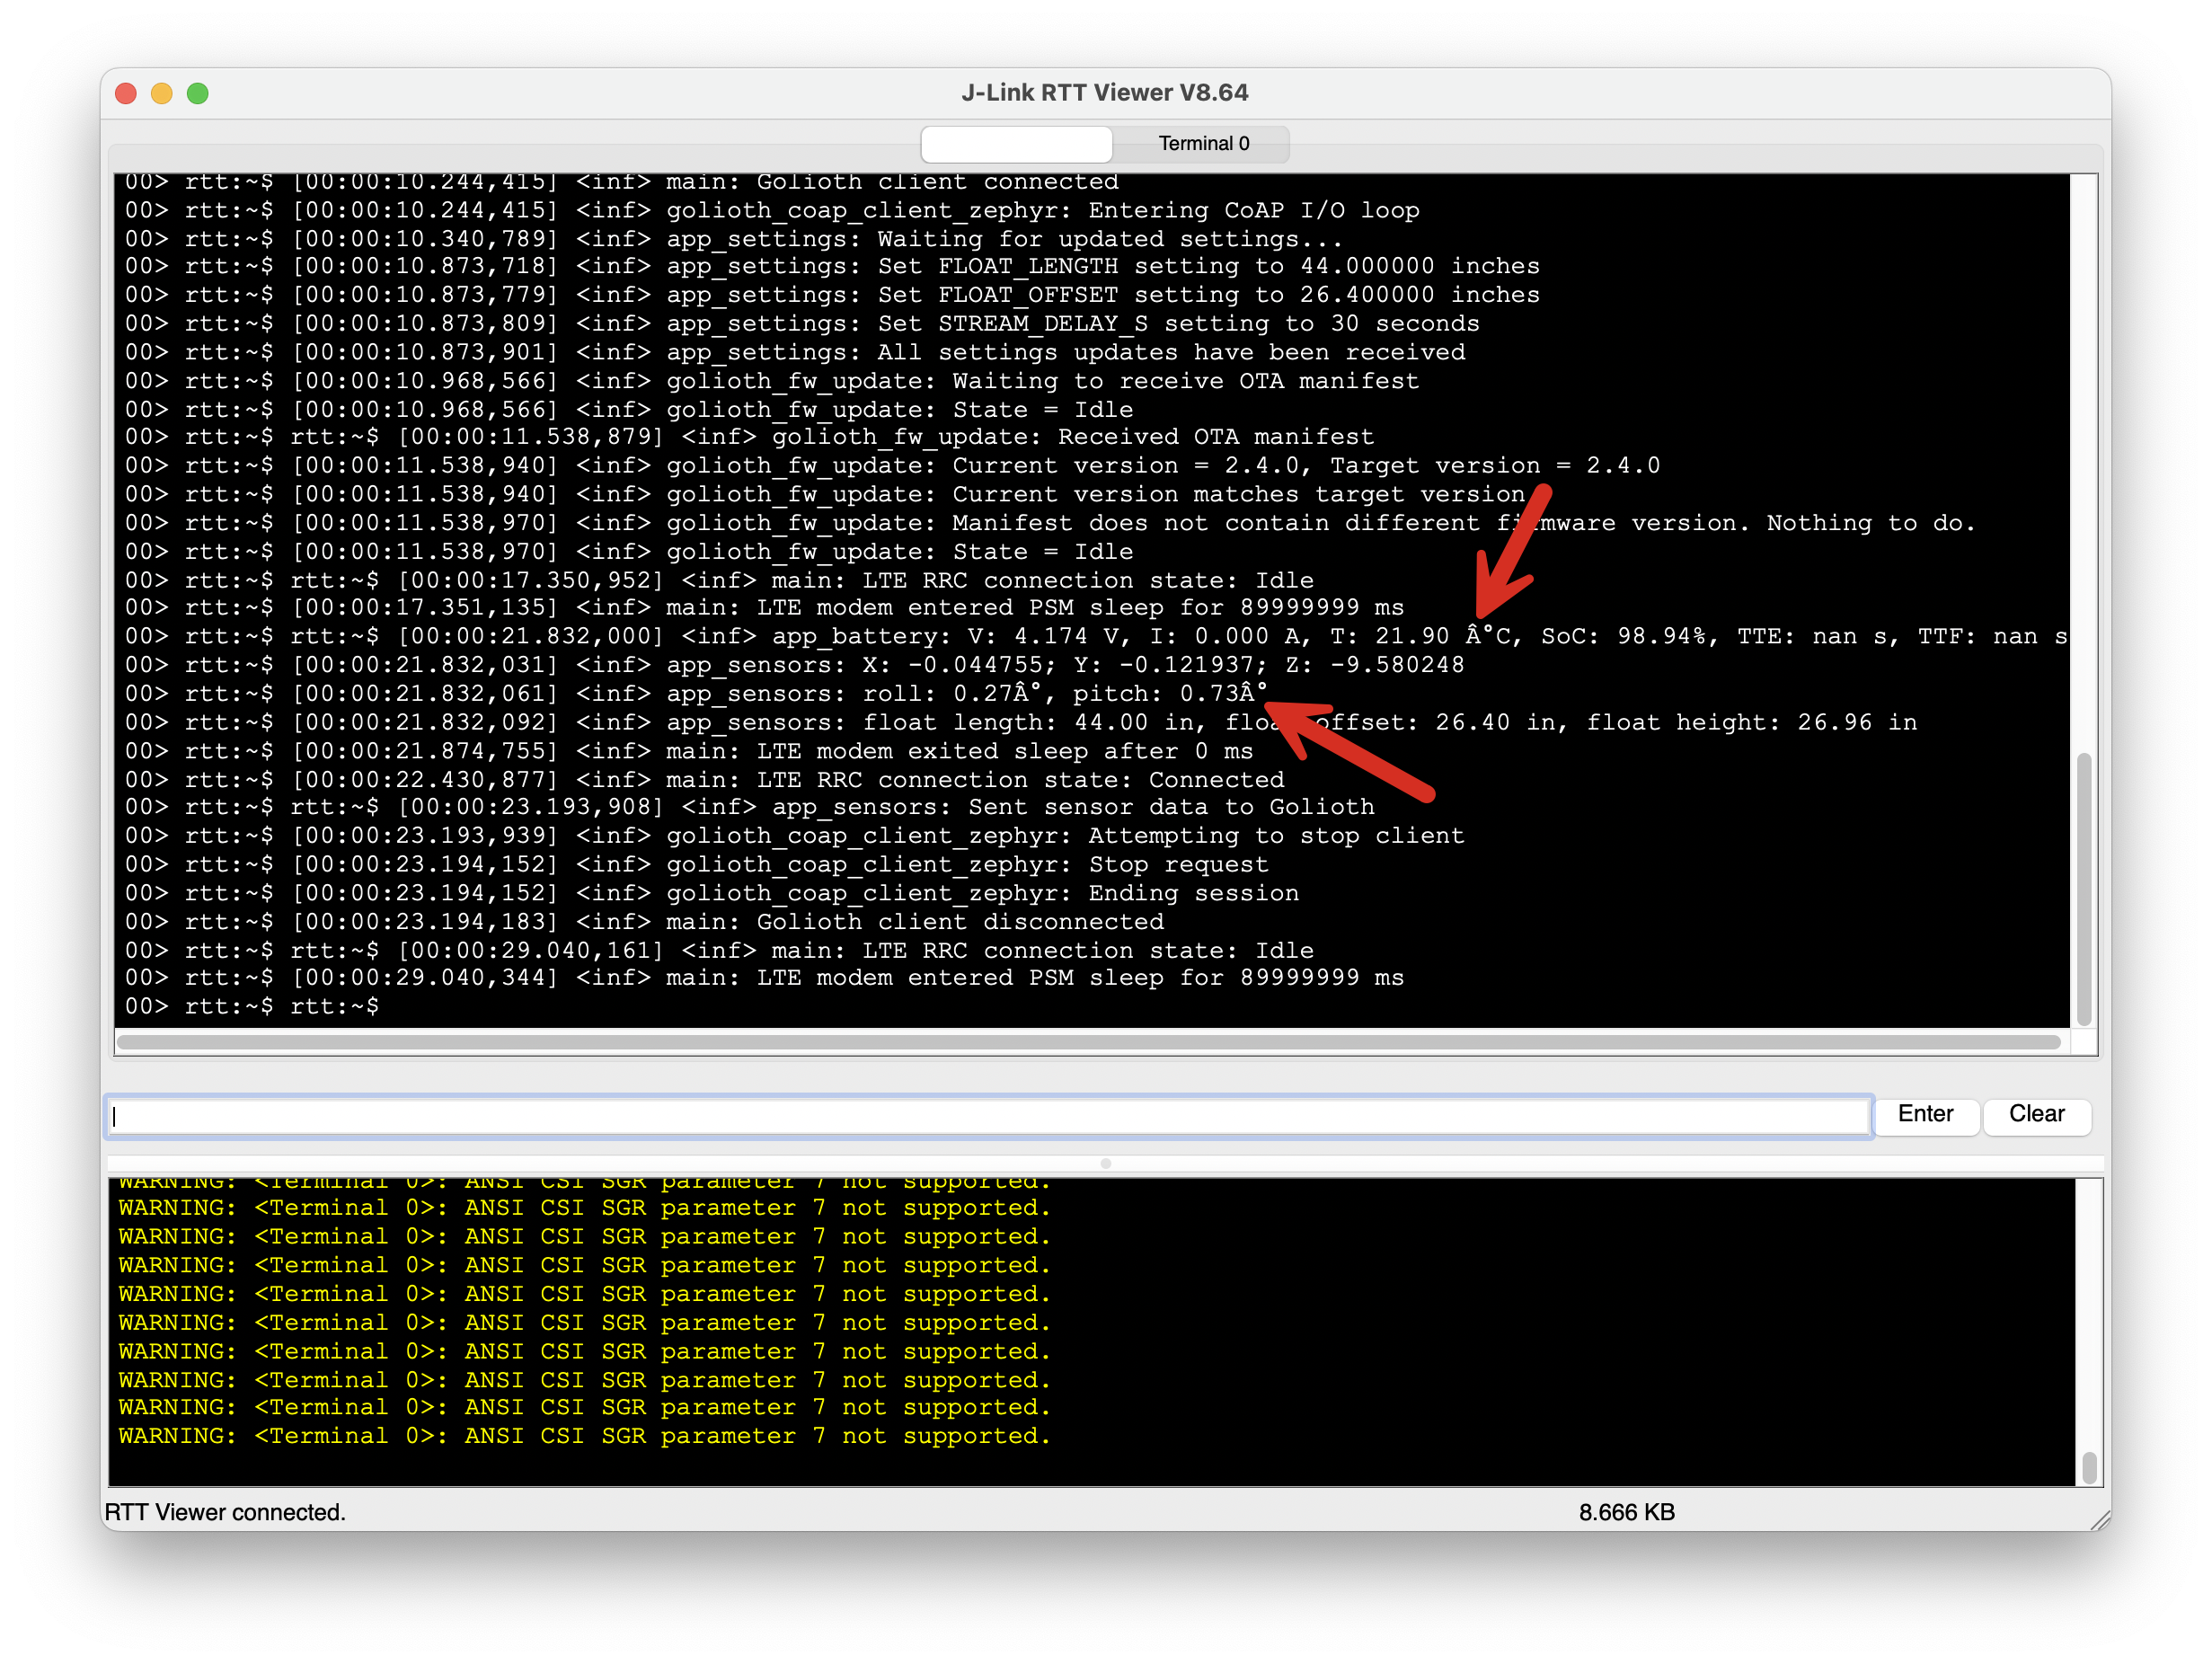 J-Link RTT Viewer V8.64
Terminal 0
00> rtt:~$ [00:00:10.244,415] <inf> main: Golioth client connected
00> rtt:~$ [00:00:10.244,415] <inf> golioth_coap_client_zephyr: Entering CoAP I/O loop
00> rtt:~$ [00:00:10.340,789] <inf> app_settings: Waiting for updated settings...
00> rtt:~$ [00:00:10.873,718] <inf> app_settings: Set FLOAT_LENGTH setting to 44.000000 inches
00> rtt:~$ [00:00:10.873,779] <inf> app_settings: Set FLOAT_OFFSET setting to 26.400000 inches
00> rtt:~$ [00:00:10.873,809] <inf> app_settings: Set STREAM_DELAY_S setting to 30 seconds
00> rtt:~$ [00:00:10.873,901] <inf> app_settings: All settings updates have been received
00> rtt:~$ [00:00:10.968,566] <inf> golioth_fw_update: Waiting to receive OTA manifest
00> rtt:~$ [00:00:10.968,566] <inf> golioth_fw_update: State = Idle
00> rtt:~$ rtt:~$ [00:00:11.538,879] <inf> golioth_fw_update: Received OTA manifest
00> rtt:~$ [00:00:11.538,940] <inf> golioth_fw_update: Current version = 2.4.0, Target version = 2.4.0
00> rtt:~$ [00:00:11.538,940] <inf> golioth_fw_update: Current version matches target version.
00> rtt:~$ [00:00:11.538,970] <inf> golioth_fw_update: Manifest does not contain different firmware version. Nothing to do.
00> rtt:~$ [00:00:11.538,970] <inf> golioth_fw_update: State = Idle
00> rtt:~$ rtt:~$ [00:00:17.350,952] <inf> main: LTE RRC connection state: Idle
00> rtt:~$ [00:00:17.351,135] <inf> main: LTE modem entered PSM sleep for 89999999 ms
00> rtt:~$ rtt:~$ [00:00:21.832,000] <inf> app_battery: V: 4.174 V, I: 0.000 A, T: 21.90 Â°C, SoC: 98.94%, TTE: nan s, TTF: nan s
00> rtt:~$ [00:00:21.832,031] <inf> app_sensors: X: -0.044755; Y: -0.121937; Z: -9.580248
00> rtt:~$ [00:00:21.832,061] <inf> app_sensors: roll: 0.27Â°, pitch: 0.73Â°
00> rtt:~$ [00:00:21.832,092] <inf> app_sensors: float length: 44.00 in, float offset: 26.40 in, float height: 26.96 in
00> rtt:~$ [00:00:21.874,755] <inf> main: LTE modem exited sleep after 0 ms
00> rtt:~$ [00:00:22.430,877] <inf> main: LTE RRC connection state: Connected
00> rtt:~$ rtt:~$ [00:00:23.193,908] <inf> app_sensors: Sent sensor data to Golioth
00> rtt:~$ [00:00:23.193,939] <inf> golioth_coap_client_zephyr: Attempting to stop client
00> rtt:~$ [00:00:23.194,152] <inf> golioth_coap_client_zephyr: Stop request
00> rtt:~$ [00:00:23.194,152] <inf> golioth_coap_client_zephyr: Ending session
00> rtt:~$ [00:00:23.194,183] <inf> main: Golioth client disconnected
00> rtt:~$ rtt:~$ [00:00:29.040,161] <inf> main: LTE RRC connection state: Idle
00> rtt:~$ [00:00:29.040,344] <inf> main: LTE modem entered PSM sleep for 89999999 ms
00> rtt:~$ rtt:~$
Enter Clear
WARNING: <Terminal 0>: ANSI CSI SGR parameter 7 not supported.
WARNING: <Terminal 0>: ANSI CSI SGR parameter 7 not supported.
WARNING: <Terminal 0>: ANSI CSI SGR parameter 7 not supported.
WARNING: <Terminal 0>: ANSI CSI SGR parameter 7 not supported.
WARNING: <Terminal 0>: ANSI CSI SGR parameter 7 not supported.
WARNING: <Terminal 0>: ANSI CSI SGR parameter 7 not supported.
WARNING: <Terminal 0>: ANSI CSI SGR parameter 7 not supported.
WARNING: <Terminal 0>: ANSI CSI SGR parameter 7 not supported.
WARNING: <Terminal 0>: ANSI CSI SGR parameter 7 not supported.
WARNING: <Terminal 0>: ANSI CSI SGR parameter 7 not supported.
RTT Viewer connected.
8.666 KB